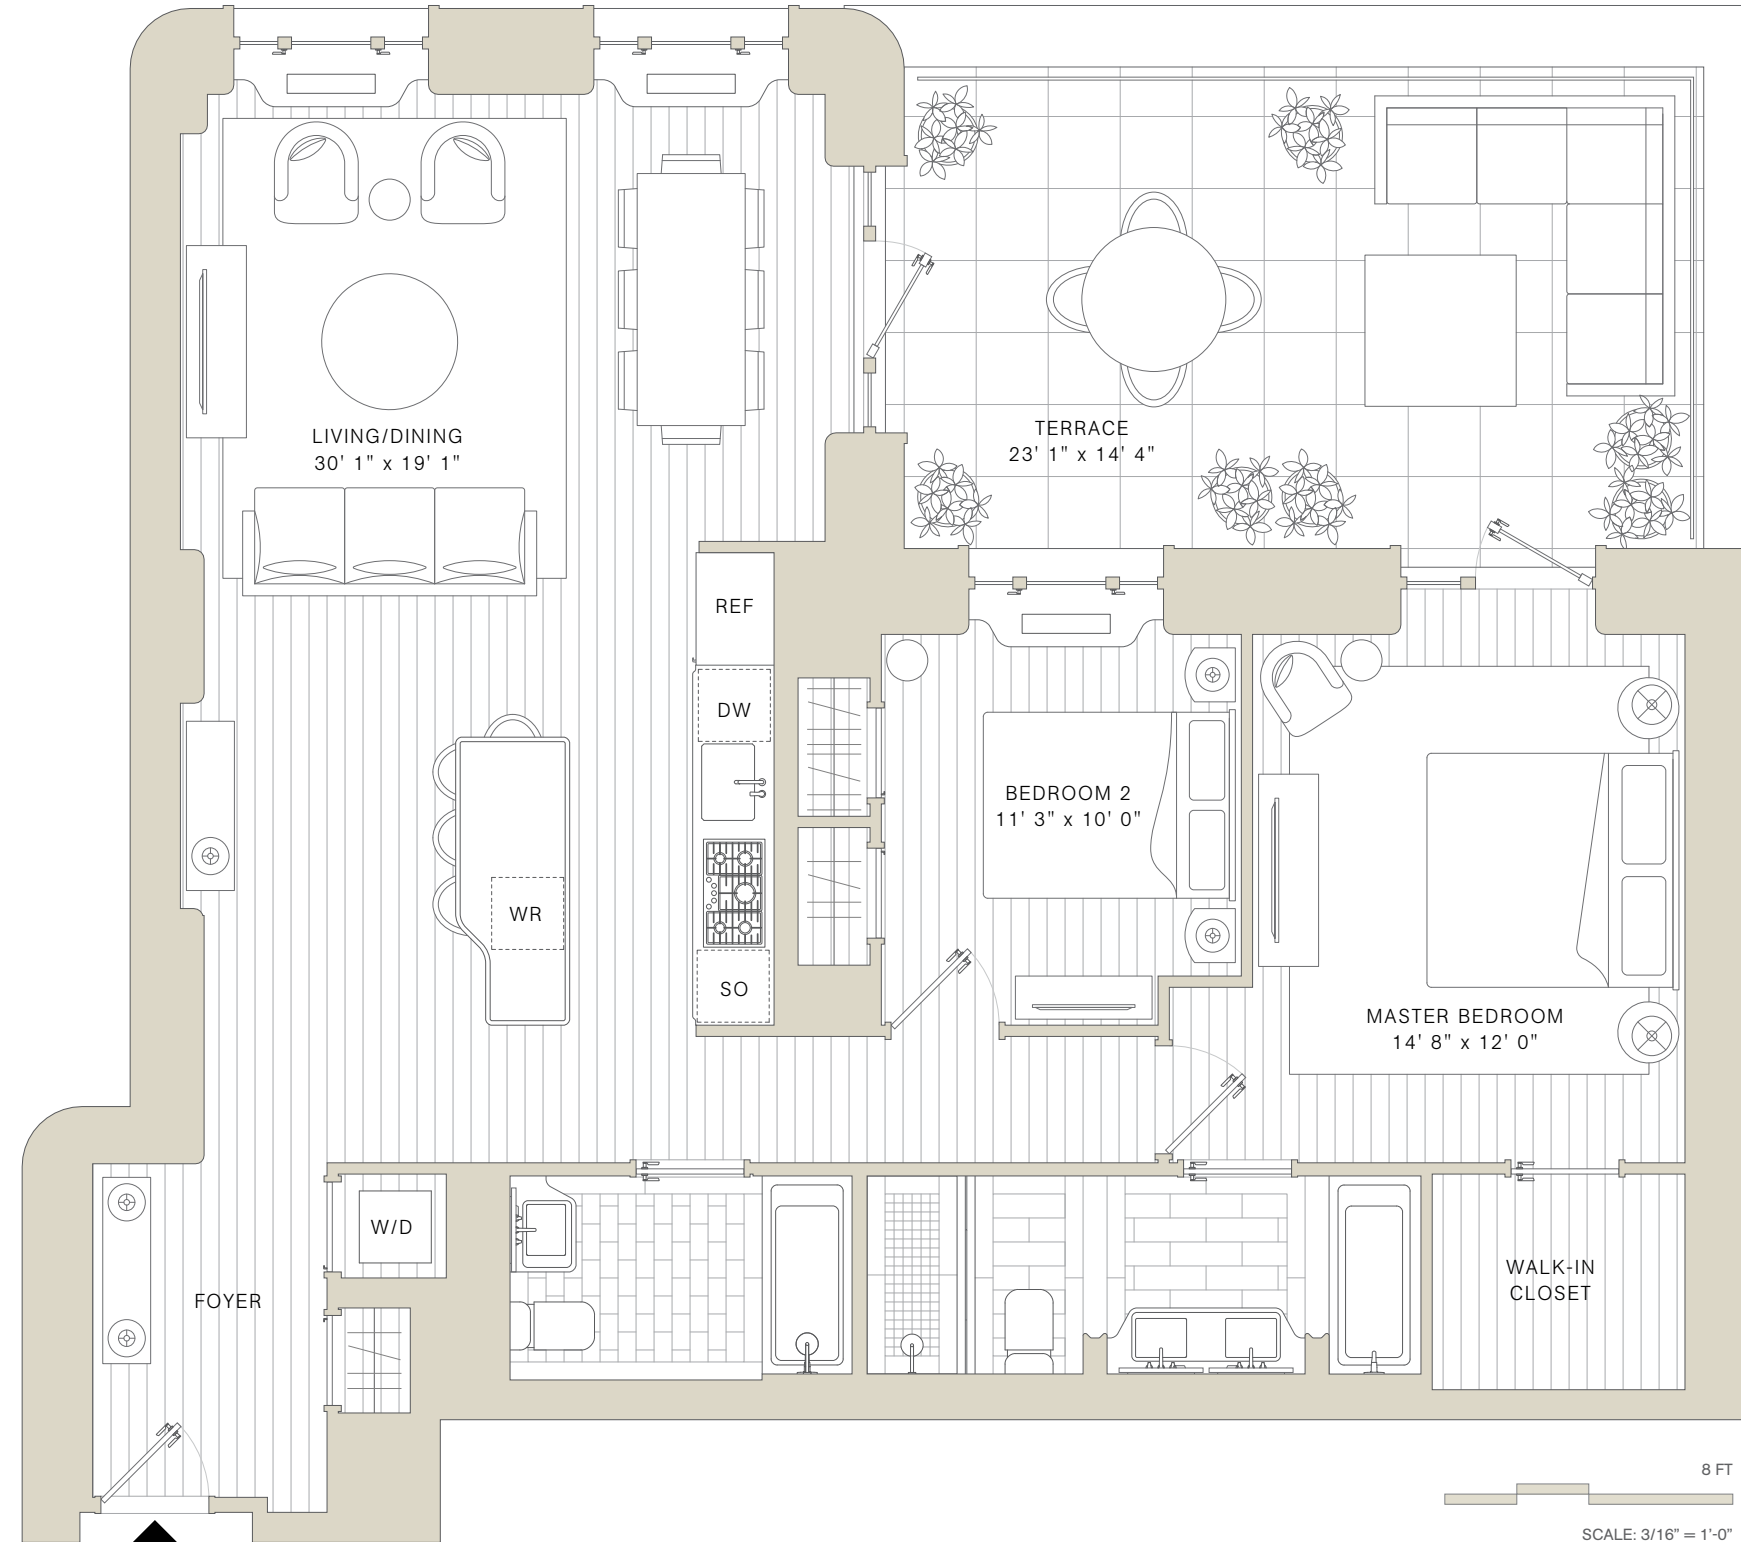 LIVING/DINING
30' 1" x 19' 1"
TERRACE
23' 1" x 14' 4"
REF
DW
BEDROOM 2
11' 3" x 10' 0"
WR
SO
MASTER BEDROOM
14' 8" x 12' 0"
W/D
FOYER
WALK-IN
CLOSET
8 FT
SCALE: 3/16" = 1'-0"